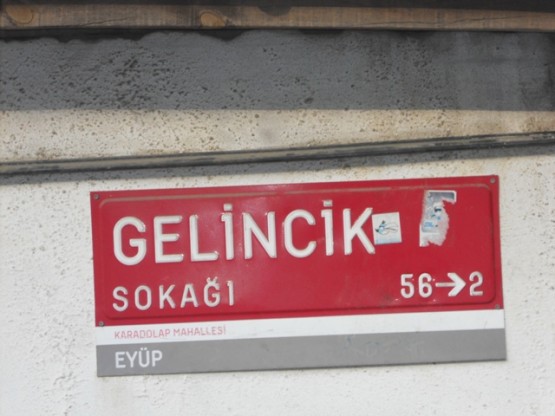 GELİNCİK
SOKAĞI 56→2
KARADOLAP MAHALLESİ
EYÜP